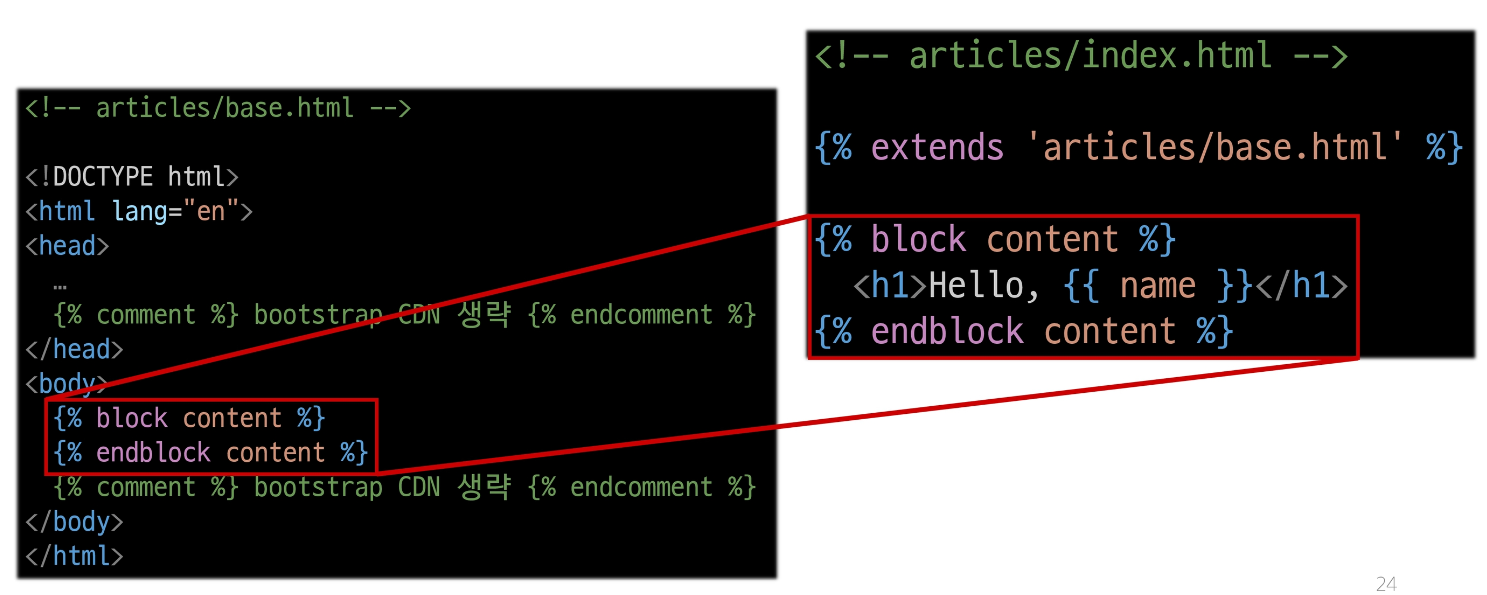 <!-- articles/base.html -->
<!DOCTYPE html>
<html lang="en">
<head>
…
{% comment %} bootstrap CDN 생략 {% endcomment %}
</head>
<body>
{% block content %}
{% endblock content %}
{% comment %} bootstrap CDN 생략 {% endcomment %}
</body>
</html>
<!-- articles/index.html -->
{% extends 'articles/base.html' %}
{% block content %}
<h1>Hello, {{ name }}</h1>
{% endblock content %}
24